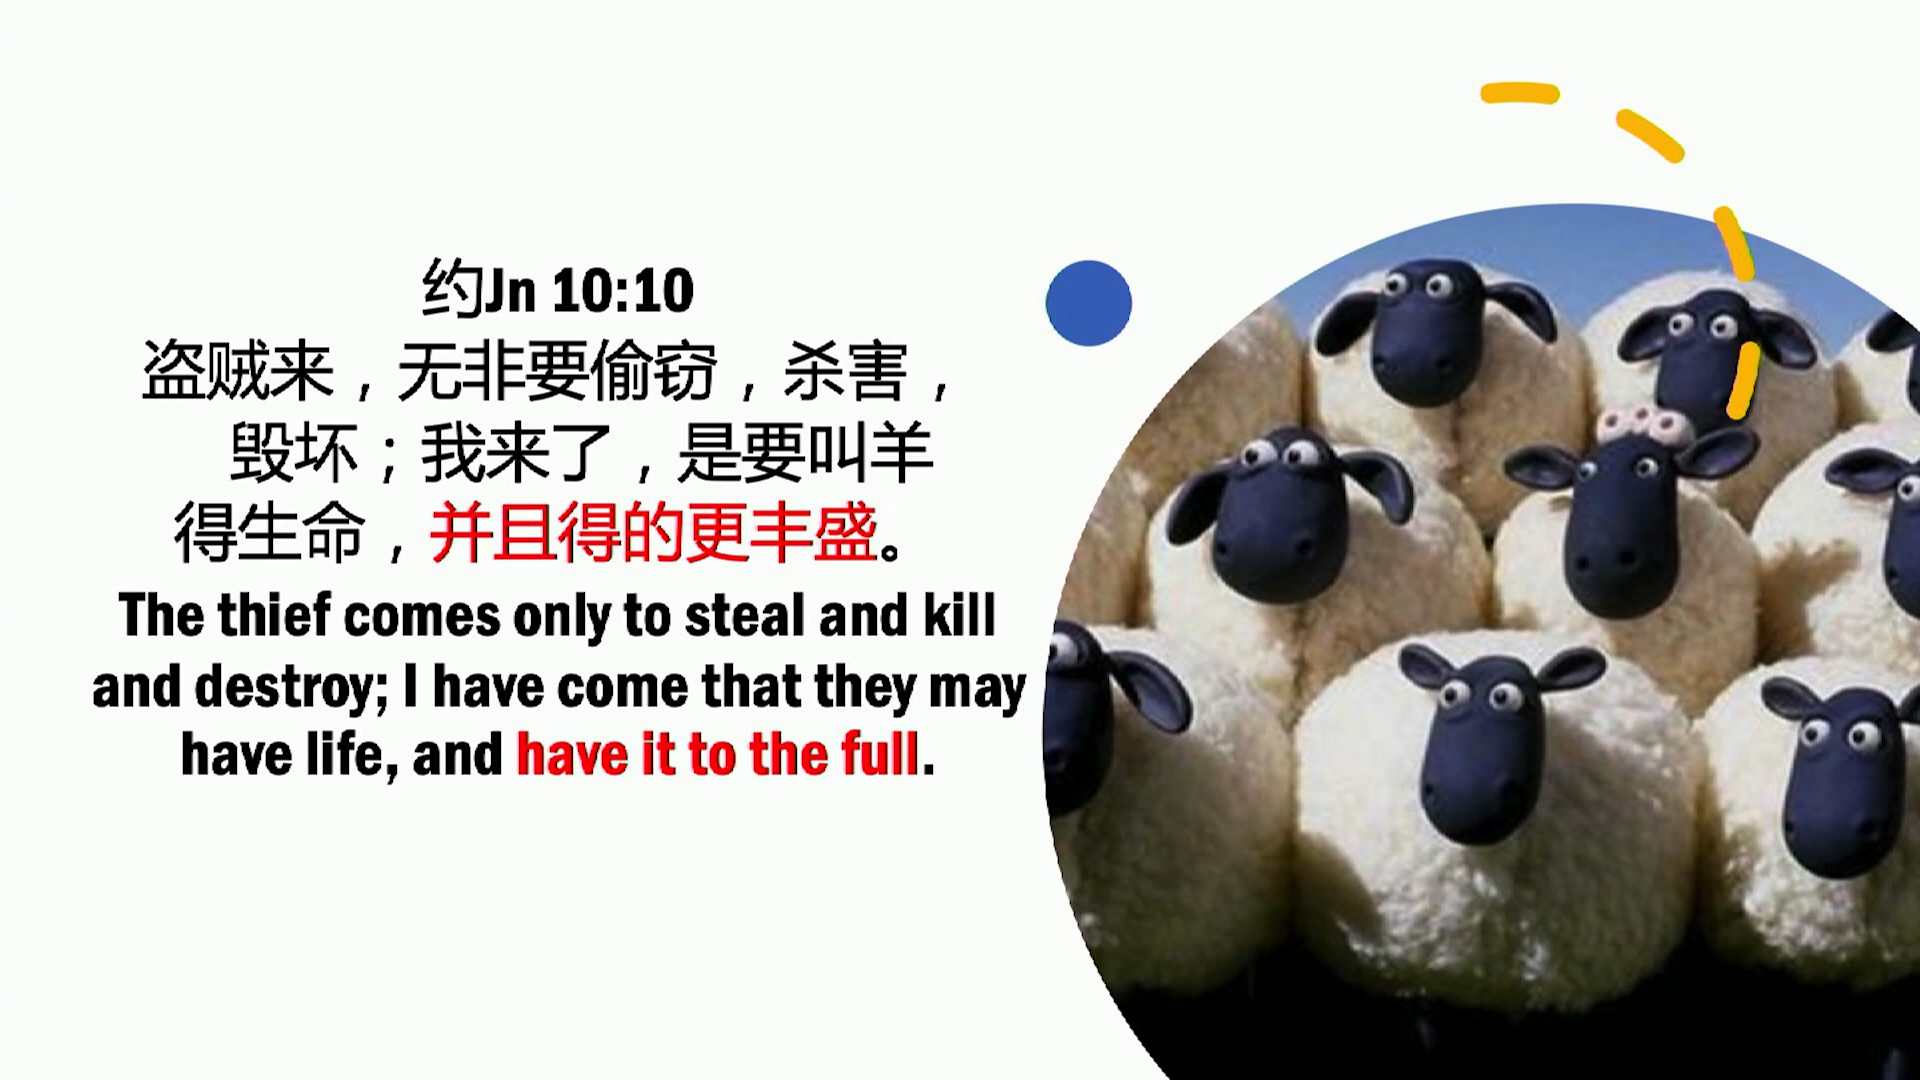 约Jn 10:10
盗贼来，无非要偷窃，杀害，
毁坏；我来了，是要叫羊
得生命，并且得的更丰盛。
The thief comes only to steal and kill
and destroy; I have come that they may
have life, and have it to the full.